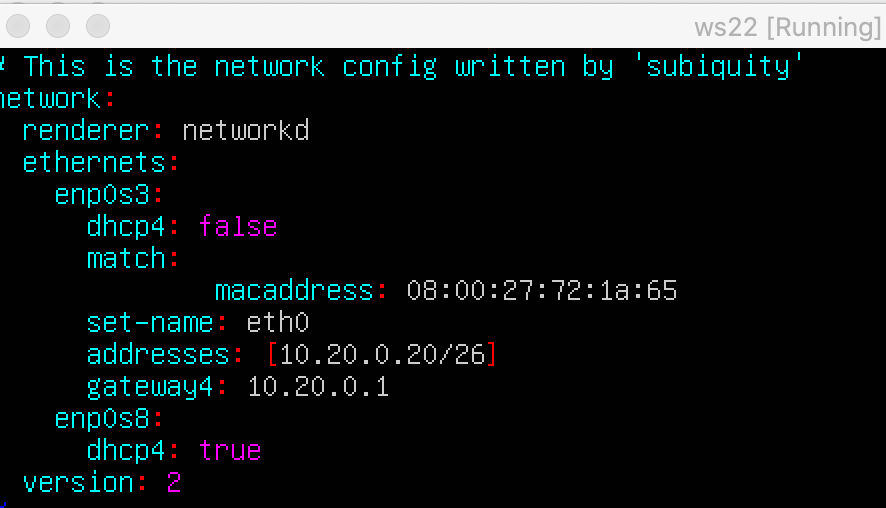 ws22 [Running]
# This is the network config written by 'subiquity'
network:
  renderer: networkd
  ethernets:
    enp0s3:
      dhcp4: false
      match:
              macaddress: 08:00:27:72:1a:65
      set-name: eth0
      addresses: [10.20.0.20/26]
      gateway4: 10.20.0.1
    enp0s8:
      dhcp4: true
  version: 2